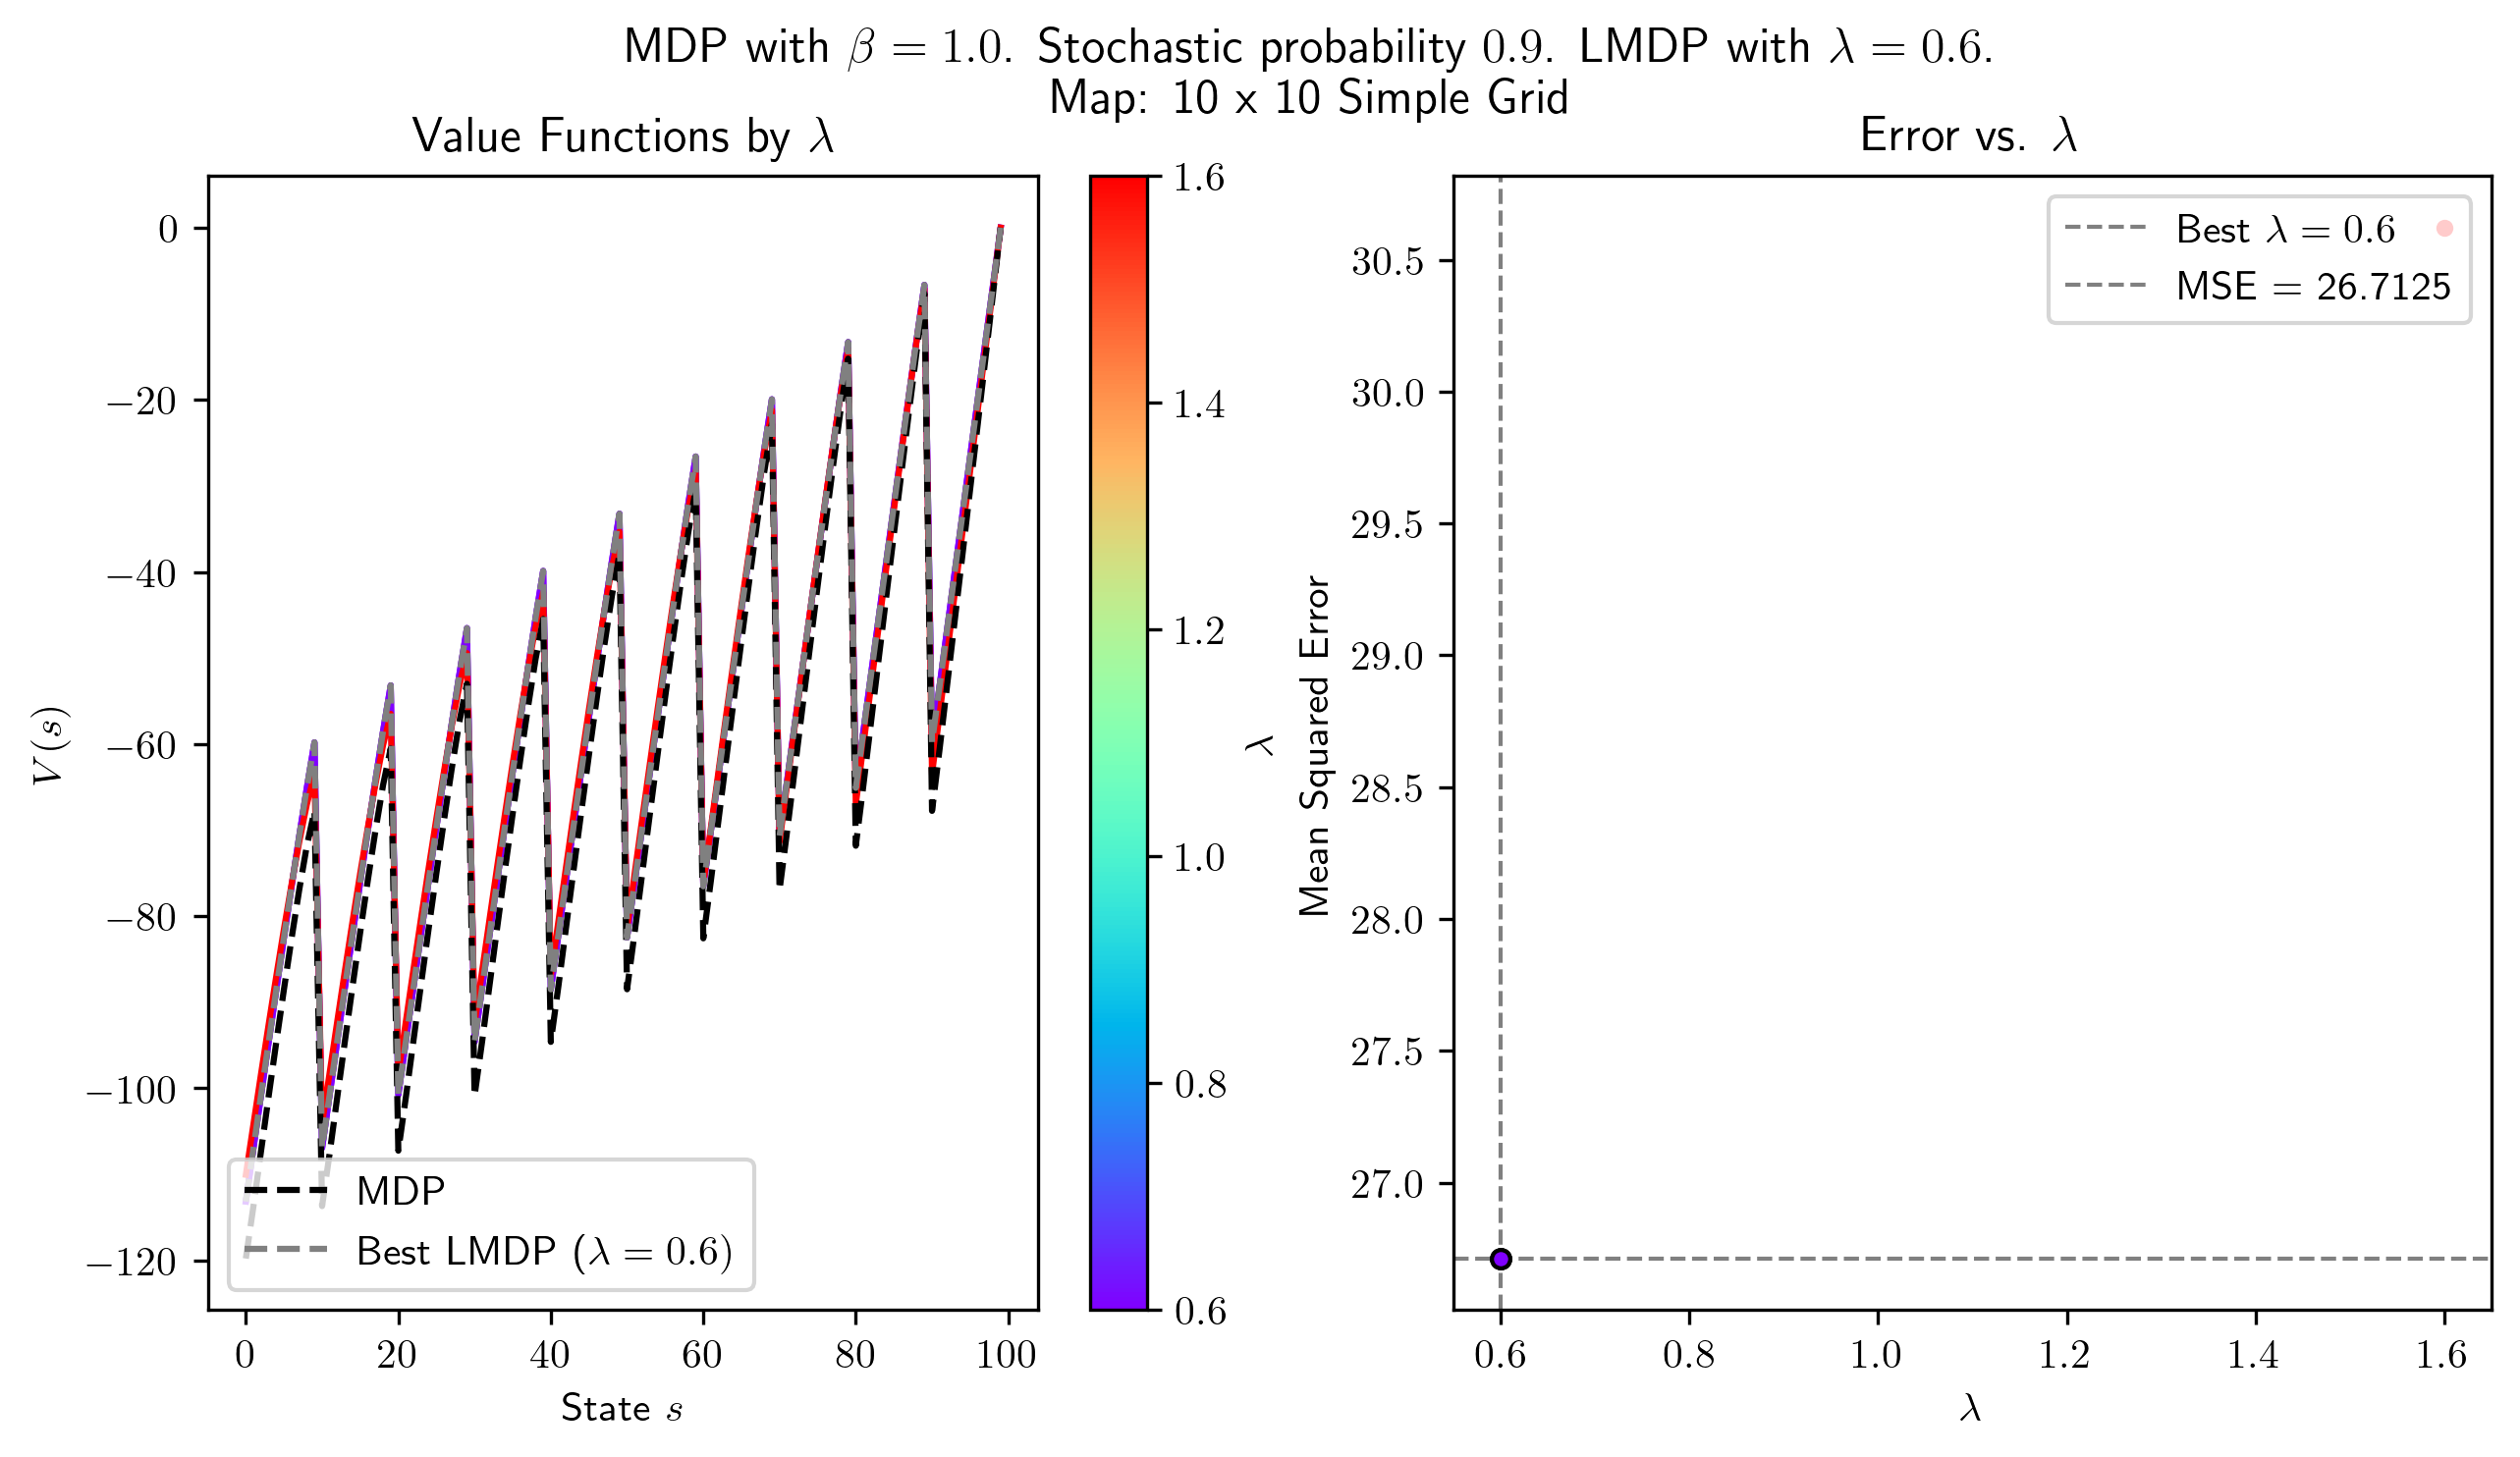 MDP with β = 1.0. Stochastic probability 0.9. LMDP with λ = 0.6.
Map: 10 x 10 Simple Grid
Value Functions by λ
0
−20
−40
−60
−80
−100
−120
V(s)
0 20 40 60 80 100
State s
MDP
Best LMDP (λ = 0.6)
1.6
1.4
1.2
1.0
0.8
0.6
λ
Error vs. λ
Best λ = 0.6
MSE = 26.7125
30.5
30.0
29.5
29.0
28.5
28.0
27.5
27.0
Mean Squared Error
0.6 0.8 1.0 1.2 1.4 1.6
λ